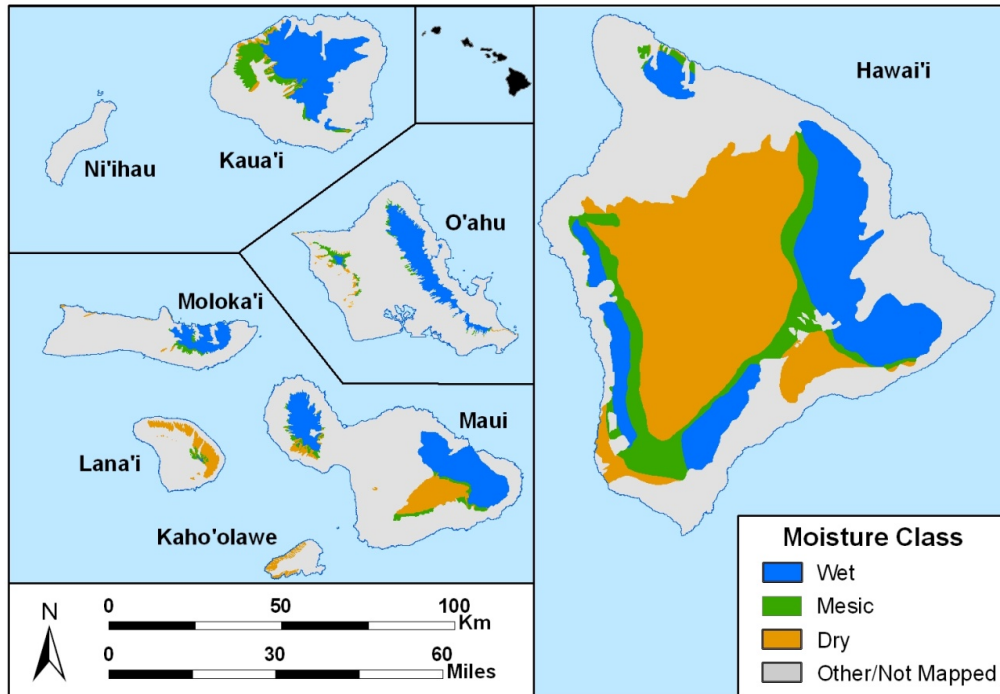 Ni'ihau
Kaua'i
O'ahu
Moloka'i
Lana'i
Maui
Kaho'olawe
Hawai'i
N
0 50 100
Km
0 30 60
Miles
Moisture Class
Wet
Mesic
Dry
Other/Not Mapped